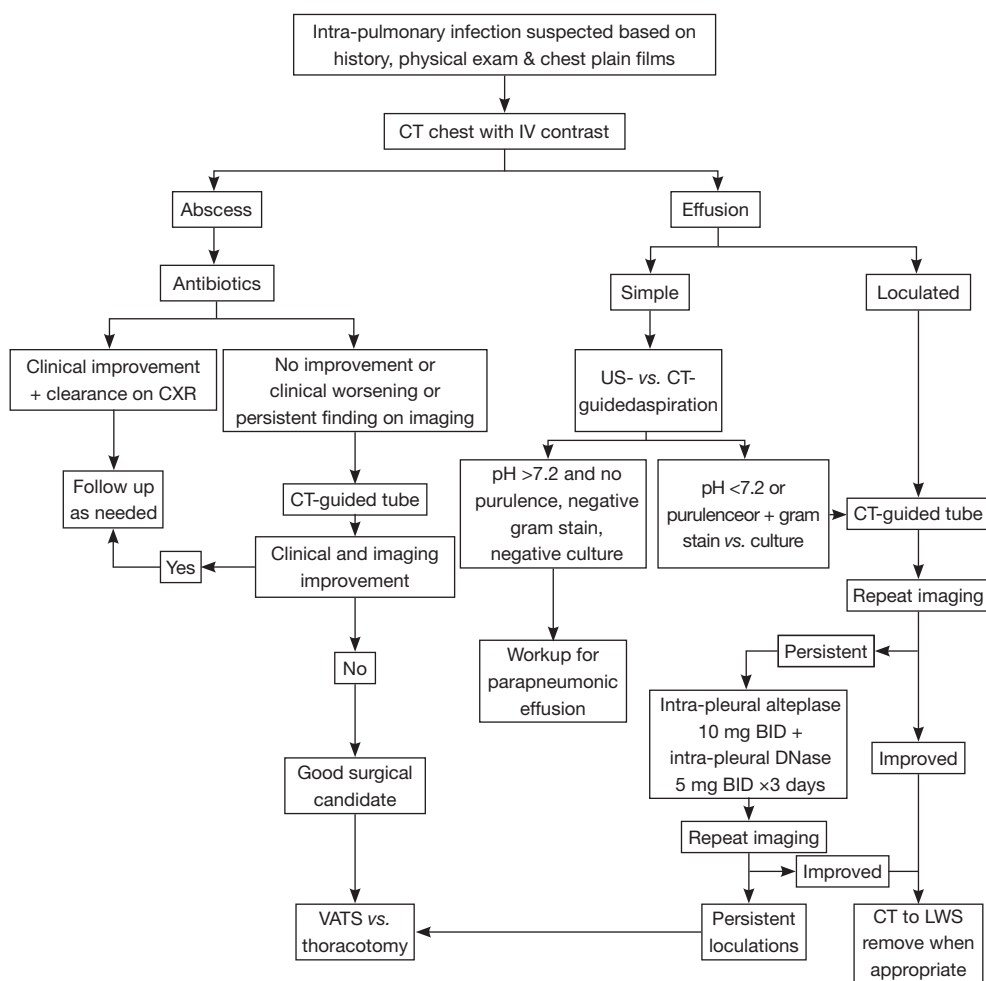 Intra-pulmonary infection suspected based on
history, physical exam & chest plain films
CT chest with IV contrast
Abscess
Effusion
Antibiotics
Simple
Loculated
Clinical improvement
+ clearance on CXR
No improvement or
clinical worsening or
persistent finding on imaging
US- vs. CT-
guidedaspiration
Follow up
as needed
CT-guided tube
pH >7.2 and no
purulence, negative
gram stain,
negative culture
pH <7.2 or
purulenceor + gram
stain vs. culture
CT-guided tube
Yes
Clinical and imaging
improvement
Repeat imaging
No
Workup for
parapneumonic
effusion
Persistent
Intra-pleural alteplase
10 mg BID +
intra-pleural DNase
5 mg BID ×3 days
Improved
Good surgical
candidate
Repeat imaging
Improved
VATS vs.
thoracotomy
Persistent
loculations
CT to LWS
remove when
appropriate